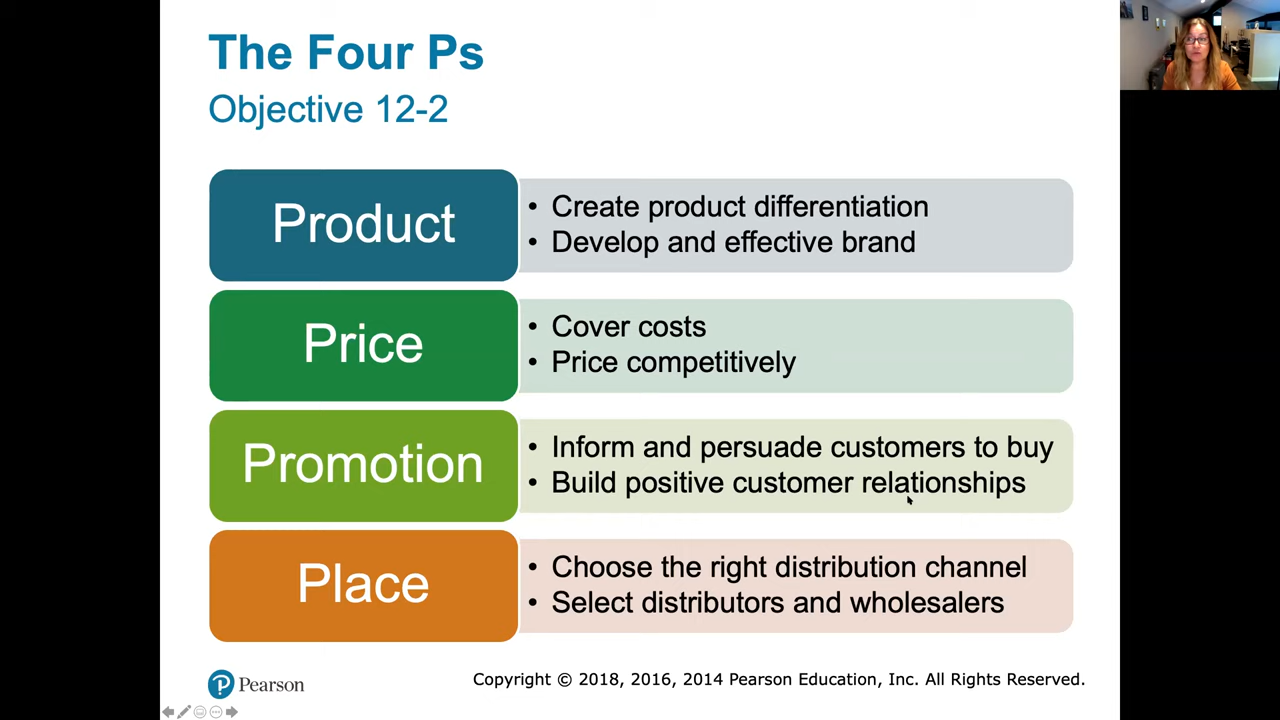 The Four Ps
Objective 12-2
Product
• Create product differentiation
• Develop and effective brand
Price
• Cover costs
• Price competitively
Promotion
• Inform and persuade customers to buy
• Build positive customer relationships
Place
• Choose the right distribution channel
• Select distributors and wholesalers
P Pearson
Copyright © 2018, 2016, 2014 Pearson Education, Inc. All Rights Reserved.